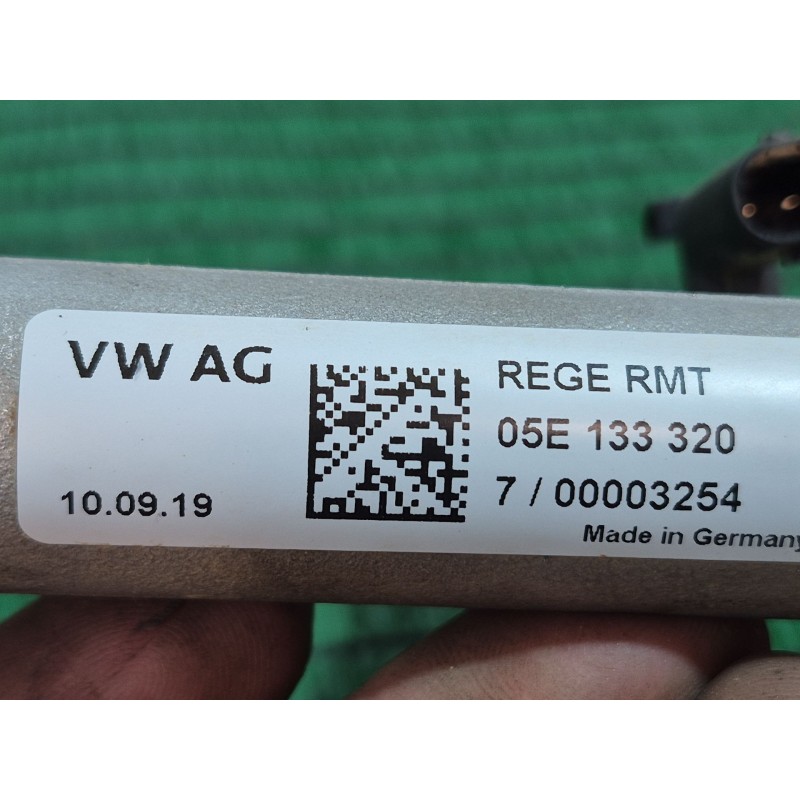 VW AG
REGE RMT
05E 133 320
10.09.19
7 / 00003254
Made in Germany